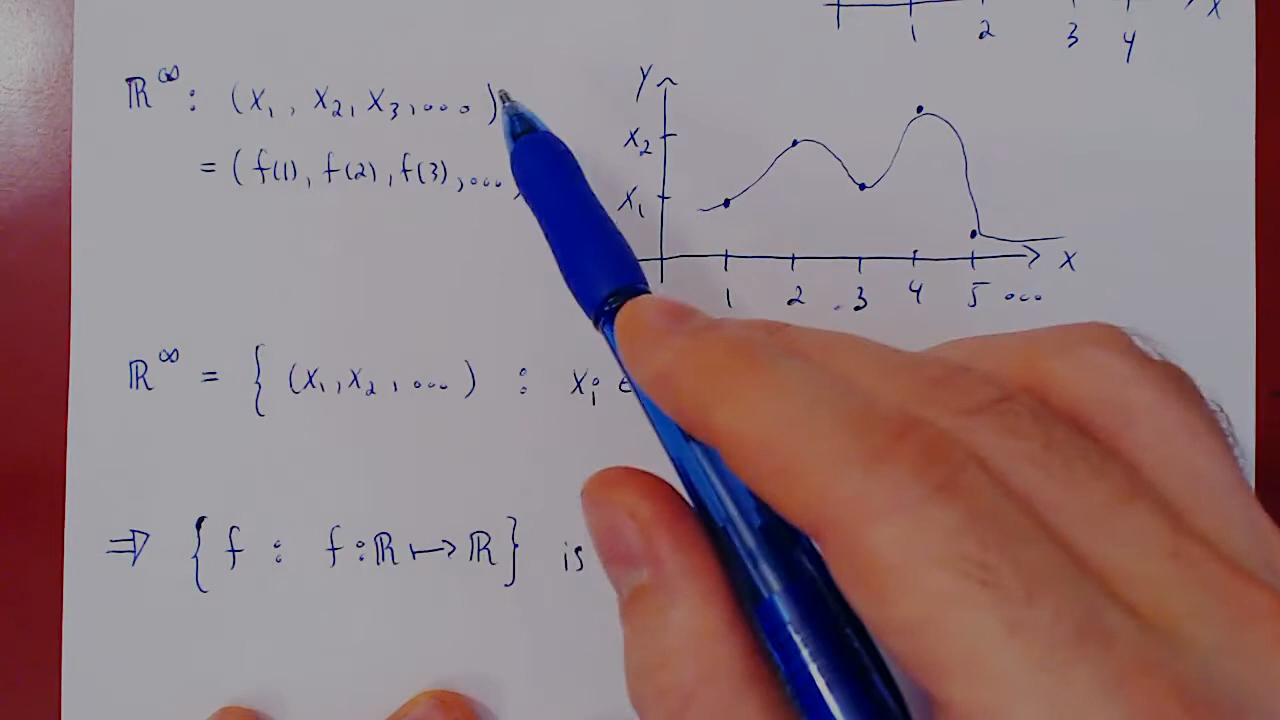 1 2 3 4 X
ℝ^∞ : (x₁, x₂, x₃, ...)
= (f(1), f(2), f(3), ...
Y
x₂
x₁
X
1 2 3 4 5 ...
ℝ^∞ = { (x₁, x₂, ...) : xᵢ ∈
⇒ { f : f : ℝ ↦ ℝ } is